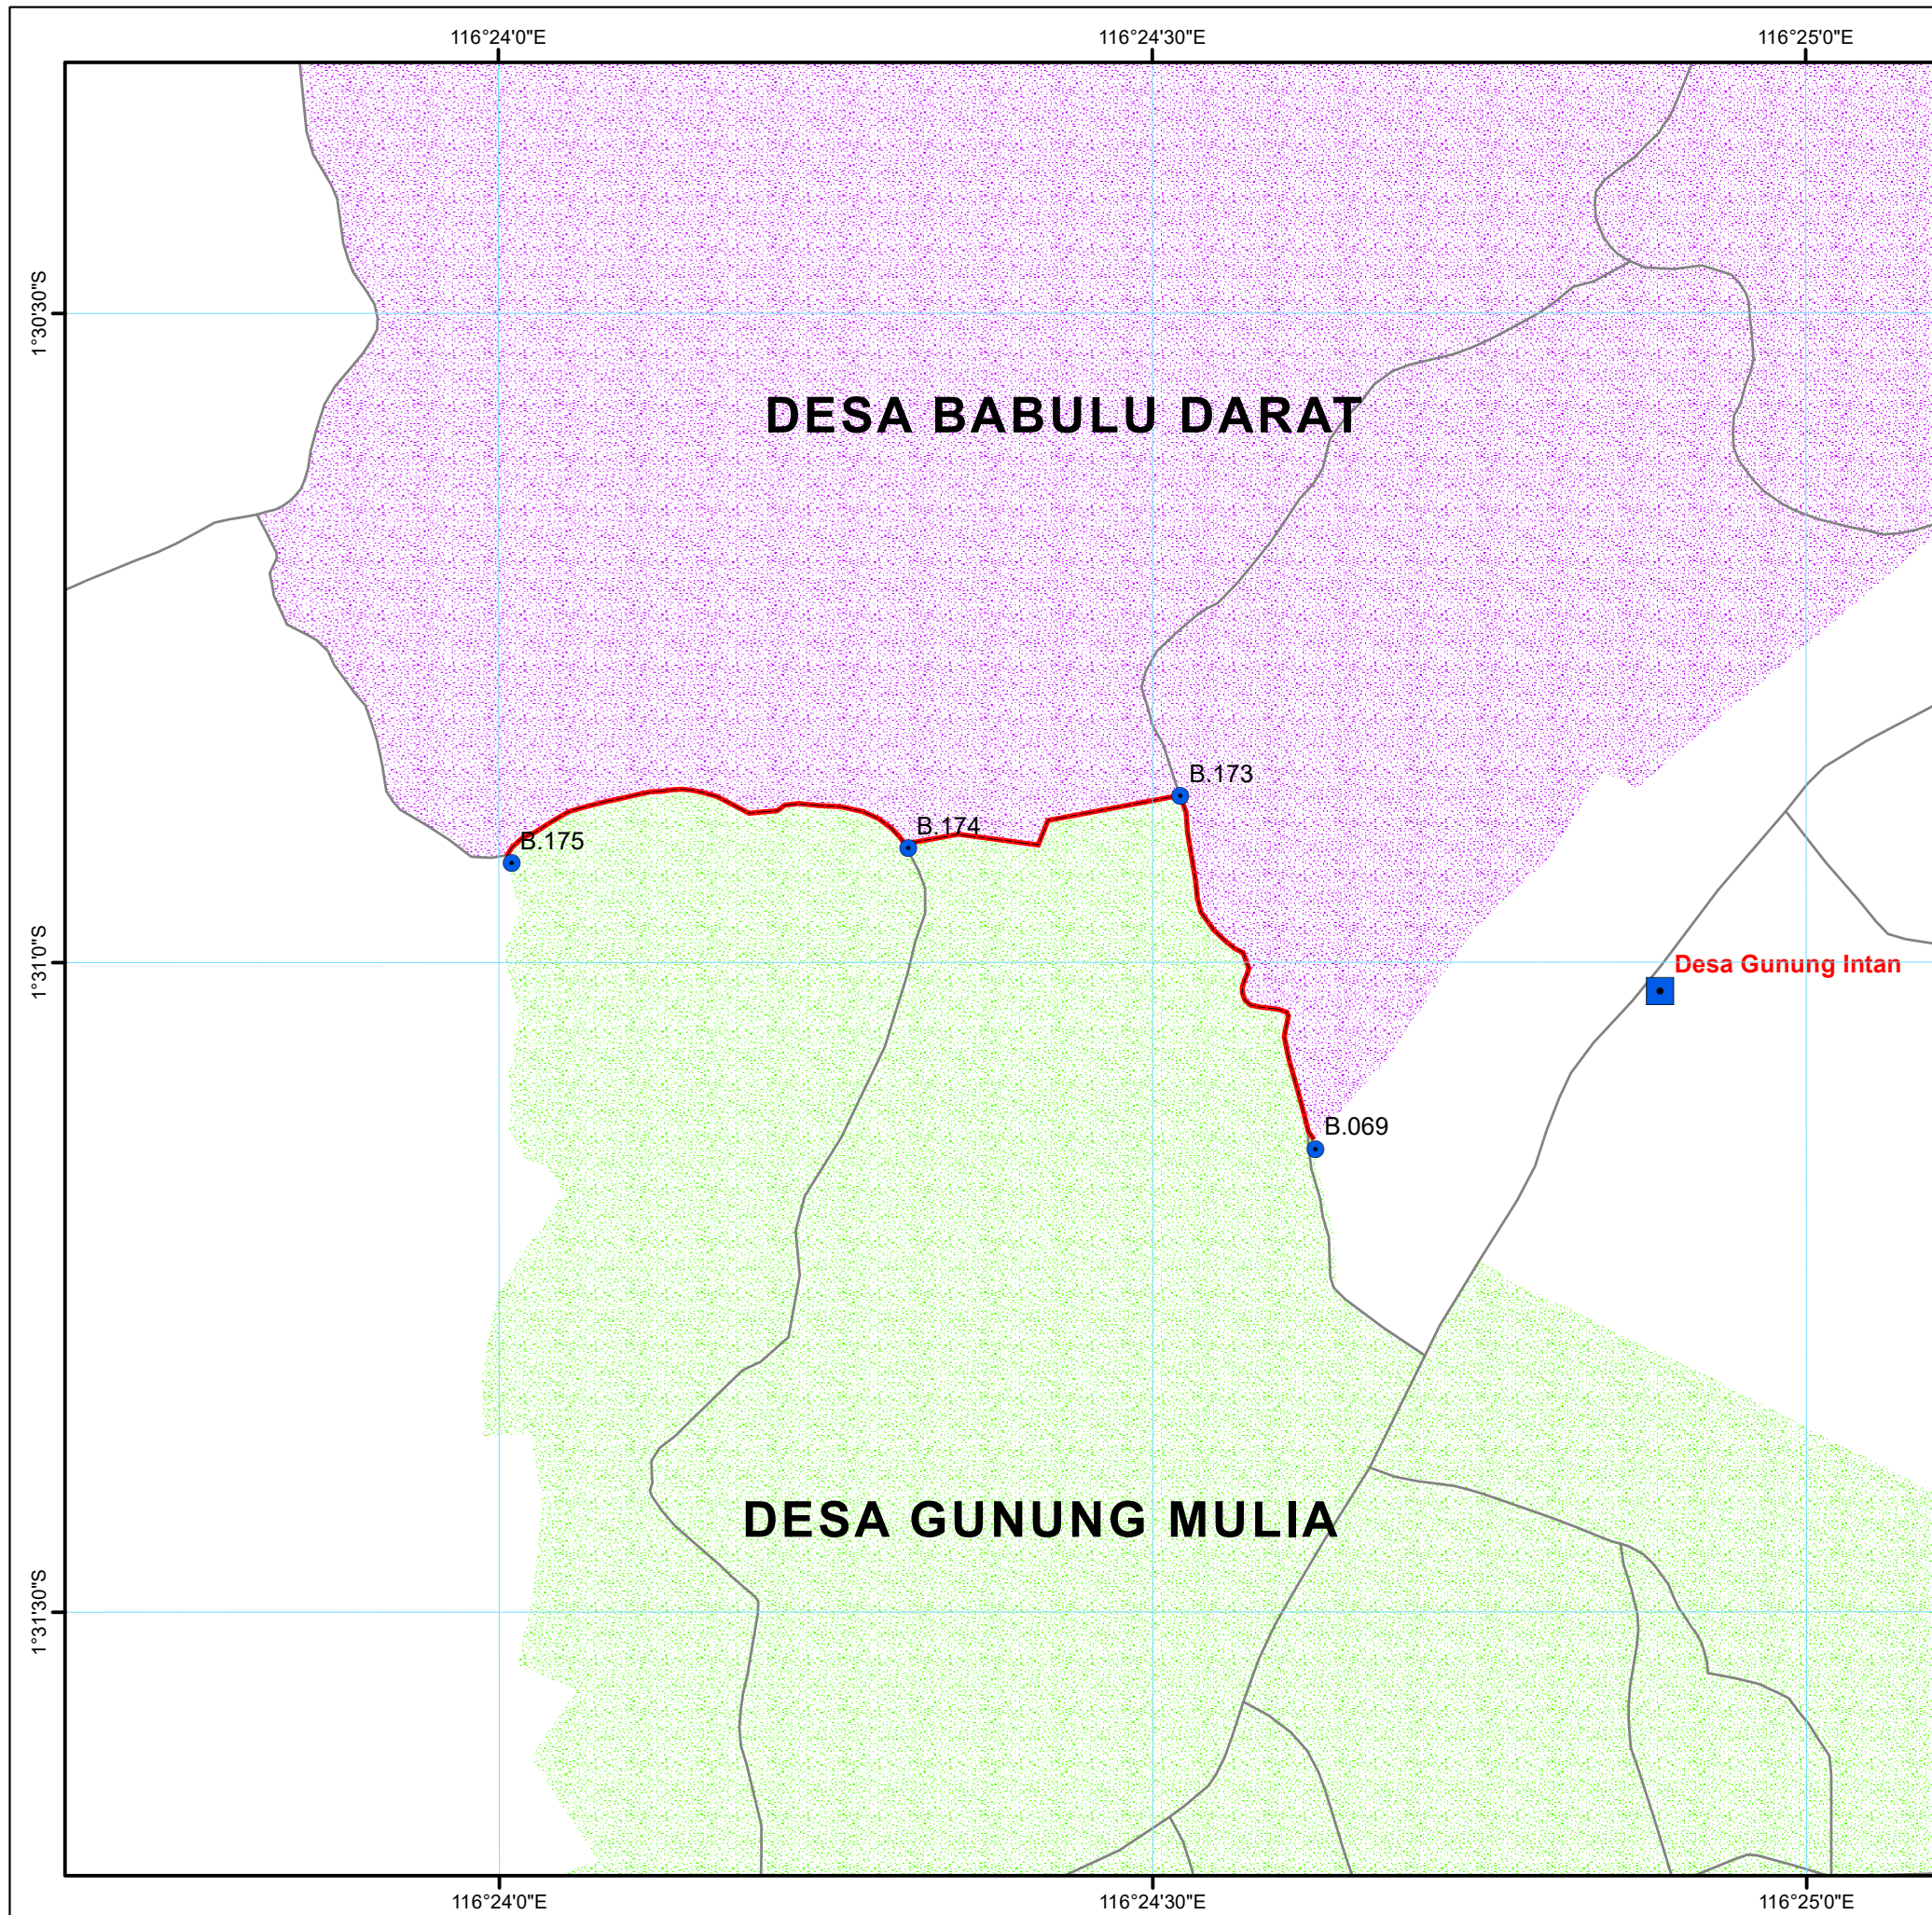 116°24'0"E
116°24'30"E
116°25'0"E
1°30'30"S
DESA BABULU DARAT
B.173
B.174
B.175
1°31'0"S
Desa Gunung Intan
B.069
DESA GUNUNG MULIA
1°31'30"S
116°24'0"E
116°24'30"E
116°25'0"E